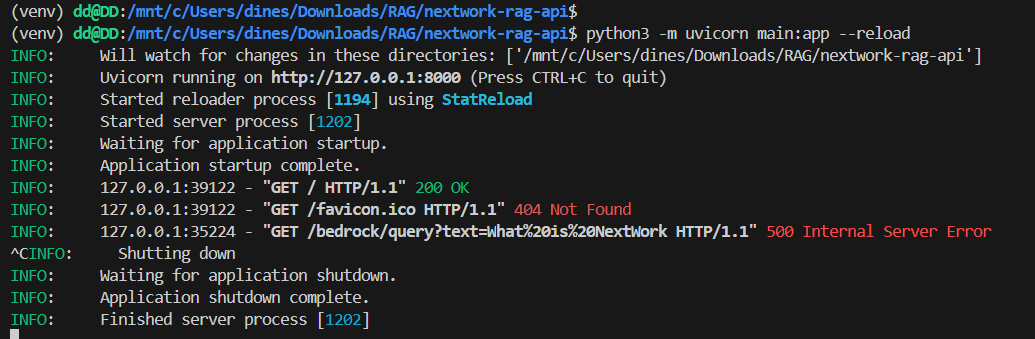 (venv) dd@DD:/mnt/c/Users/dines/Downloads/RAG/nextwork-rag-api$
(venv) dd@DD:/mnt/c/Users/dines/Downloads/RAG/nextwork-rag-api$ python3 -m uvicorn main:app --reload
INFO:     Will watch for changes in these directories: ['/mnt/c/Users/dines/Downloads/RAG/nextwork-rag-api']
INFO:     Uvicorn running on http://127.0.0.1:8000 (Press CTRL+C to quit)
INFO:     Started reloader process [1194] using StatReload
INFO:     Started server process [1202]
INFO:     Waiting for application startup.
INFO:     Application startup complete.
INFO:     127.0.0.1:39122 - "GET / HTTP/1.1" 200 OK
INFO:     127.0.0.1:39122 - "GET /favicon.ico HTTP/1.1" 404 Not Found
INFO:     127.0.0.1:35224 - "GET /bedrock/query?text=What%20is%20NextWork HTTP/1.1" 500 Internal Server Error
^CINFO:     Shutting down
INFO:     Waiting for application shutdown.
INFO:     Application shutdown complete.
INFO:     Finished server process [1202]